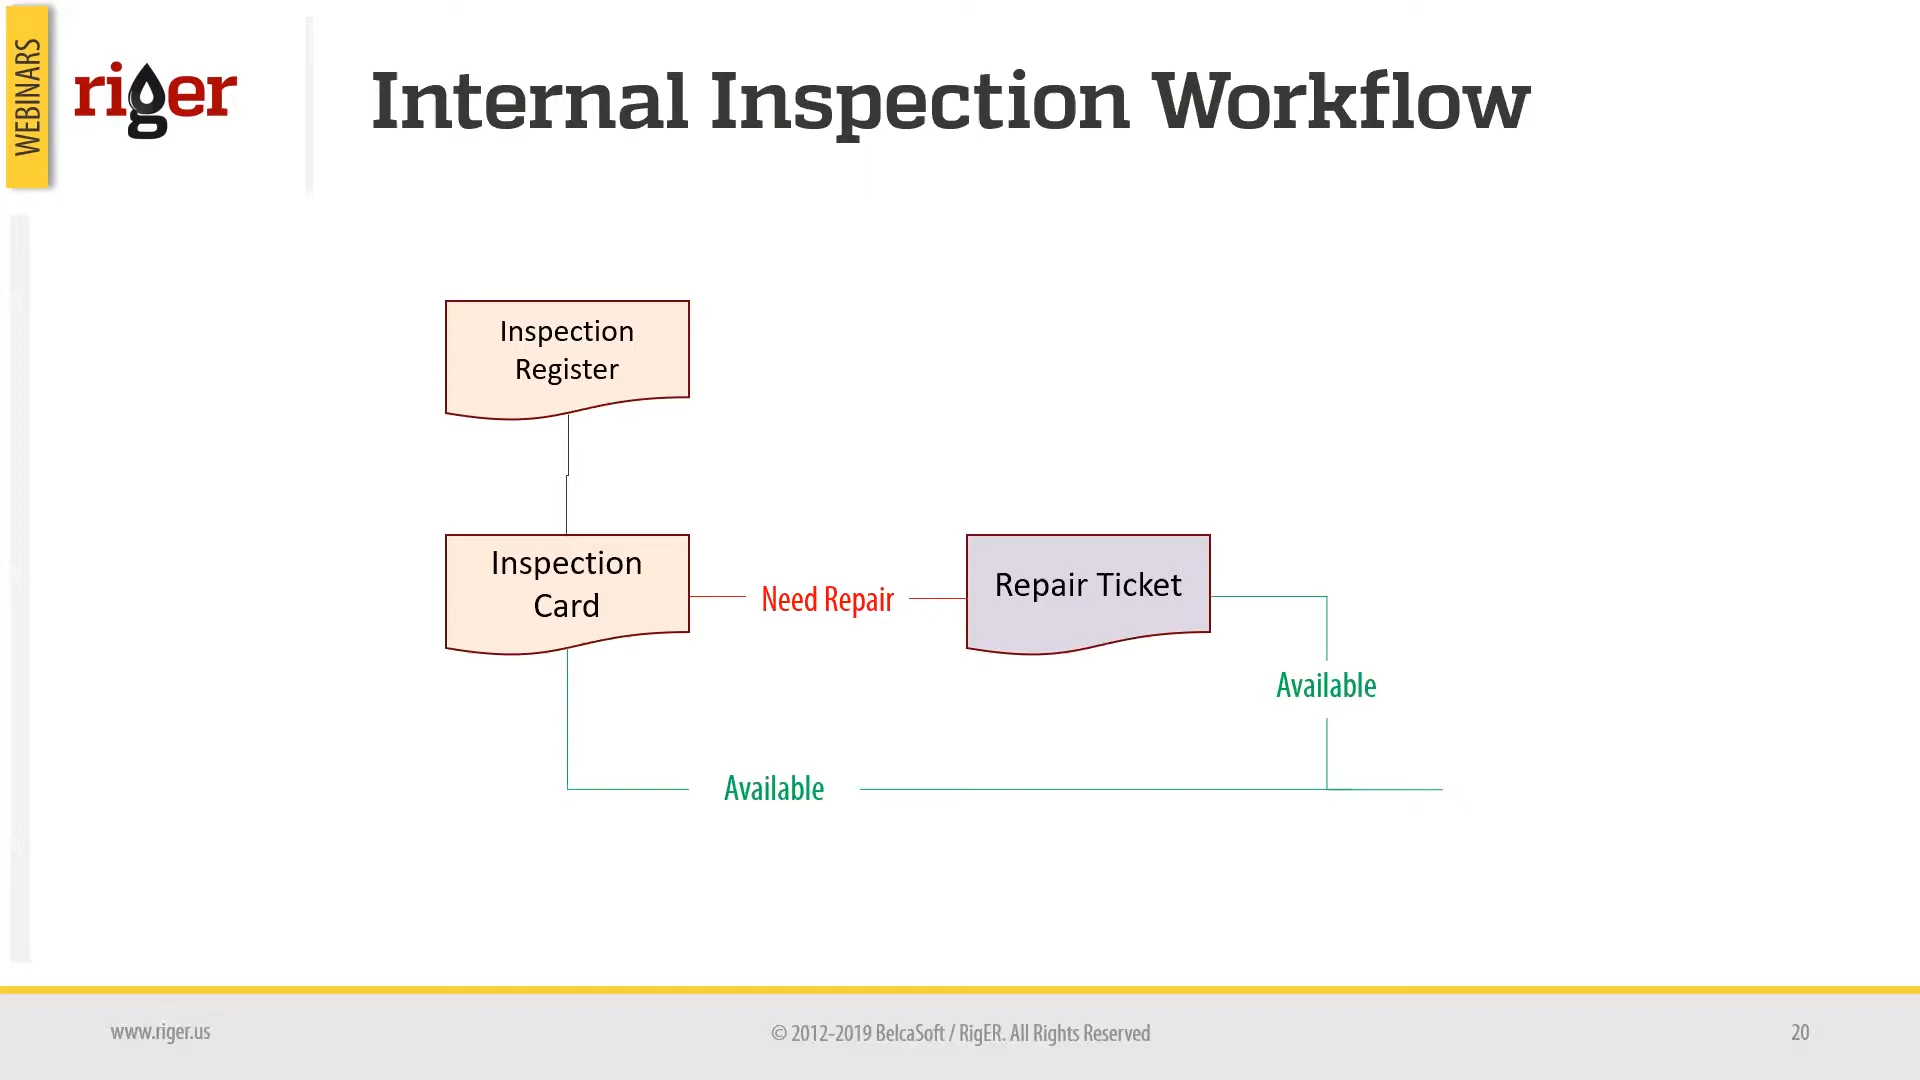 WEBINARS
riger
Internal Inspection Workflow
Inspection
Register
Inspection
Card
Need Repair
Repair Ticket
Available
Available
www.riger.us
© 2012-2019 BelcaSoft / RigER. All Rights Reserved
20